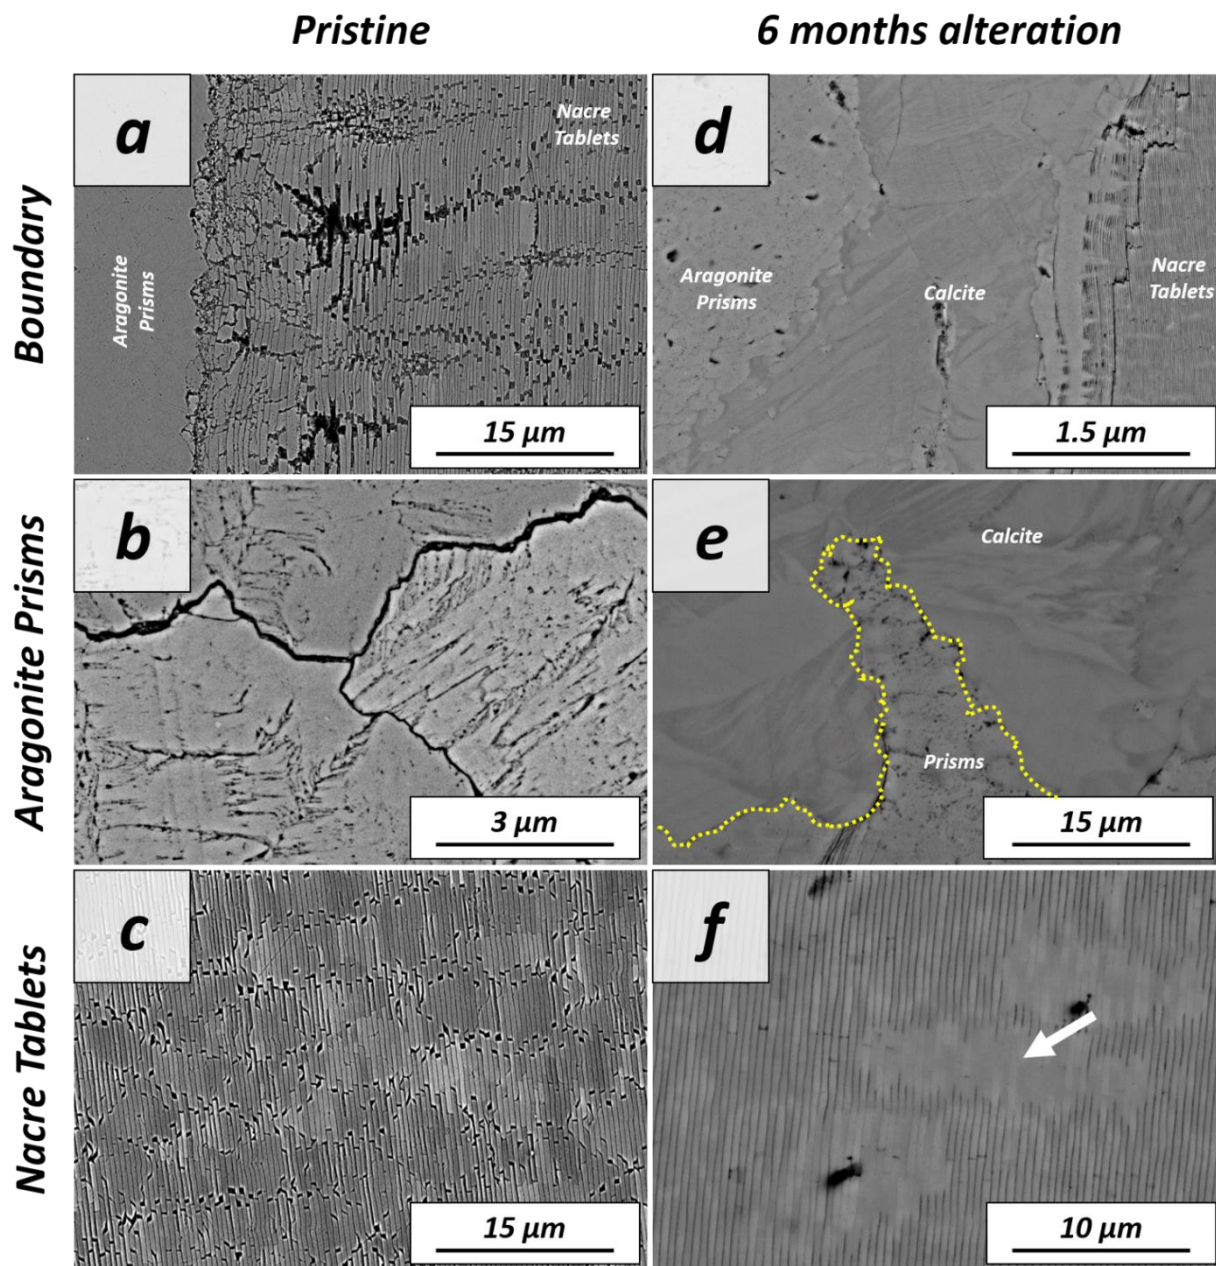 Pristine
6 months alteration
Boundary
a
Nacre
Tablets
Aragonite
Prisms
15 µm
d
Aragonite
Prisms
Calcite
Nacre
Tablets
1.5 µm
Aragonite Prisms
b
3 µm
e
Calcite
Prisms
15 µm
Nacre Tablets
c
15 µm
f
10 µm